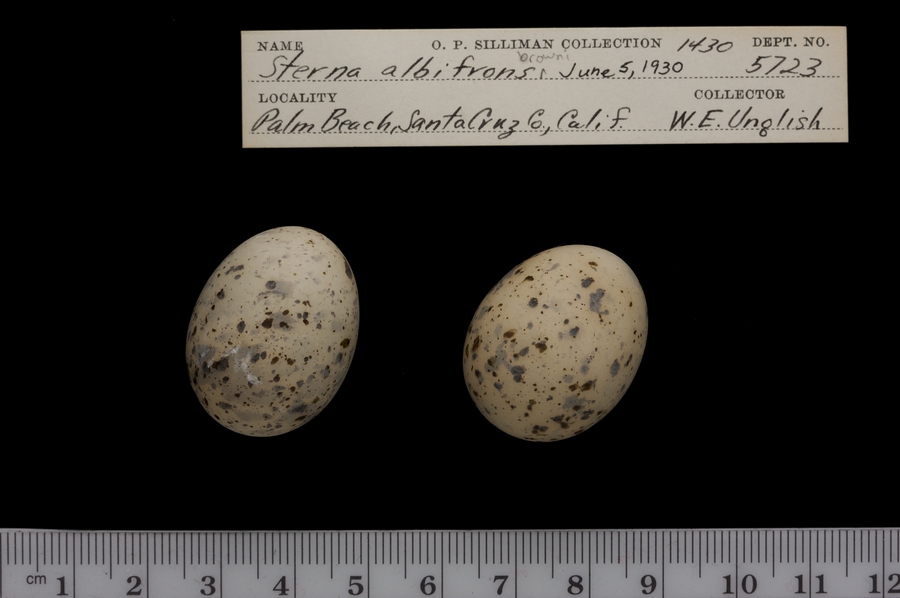 NAME O. P. SILLIMAN COLLECTION 1430 DEPT. NO.
browni
Sterna albifrons. June 5, 1930 5723
LOCALITY COLLECTOR
Palm Beach, Santa Cruz Co., Calif. W. E. Unglish
cm 1 2 3 4 5 6 7 8 9 10 11 12